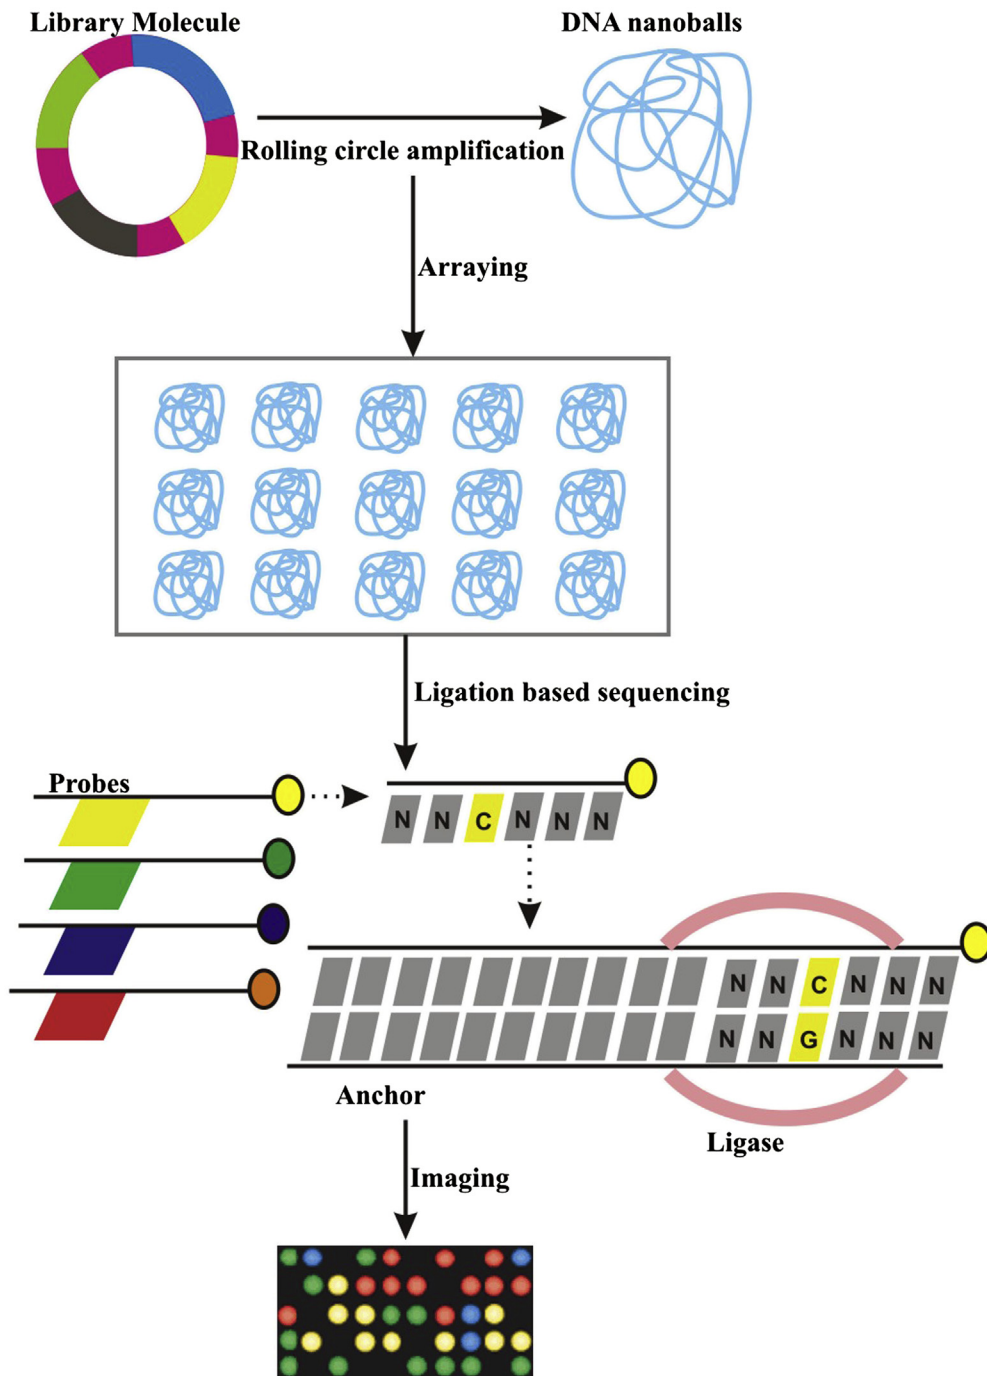 Library Molecule
DNA nanoballs
Rolling circle amplification
Arraying
Ligation based sequencing
Probes
N N C N N N
N N C N N N
N N G N N N
Anchor
Ligase
Imaging